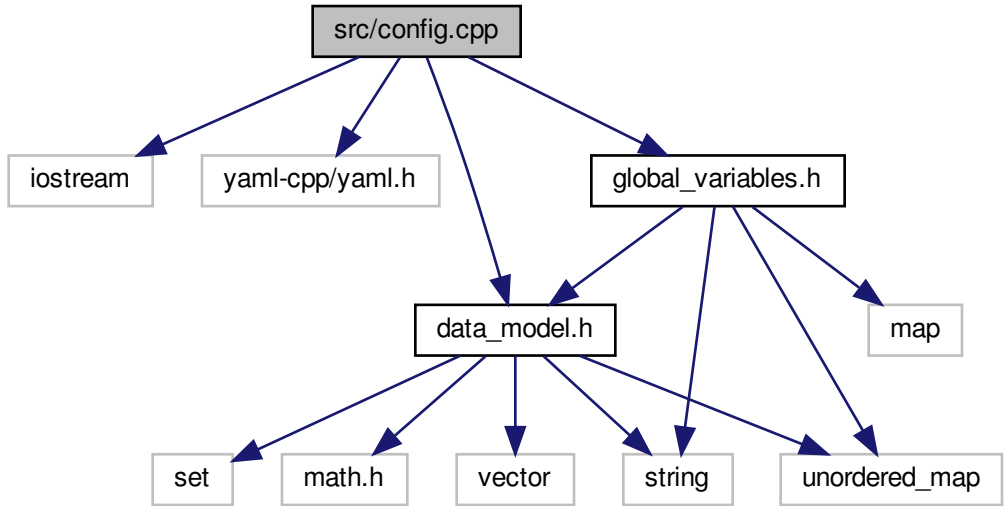 src/config.cpp
iostream
yaml-cpp/yaml.h
global_variables.h
data_model.h
map
set
math.h
vector
string
unordered_map